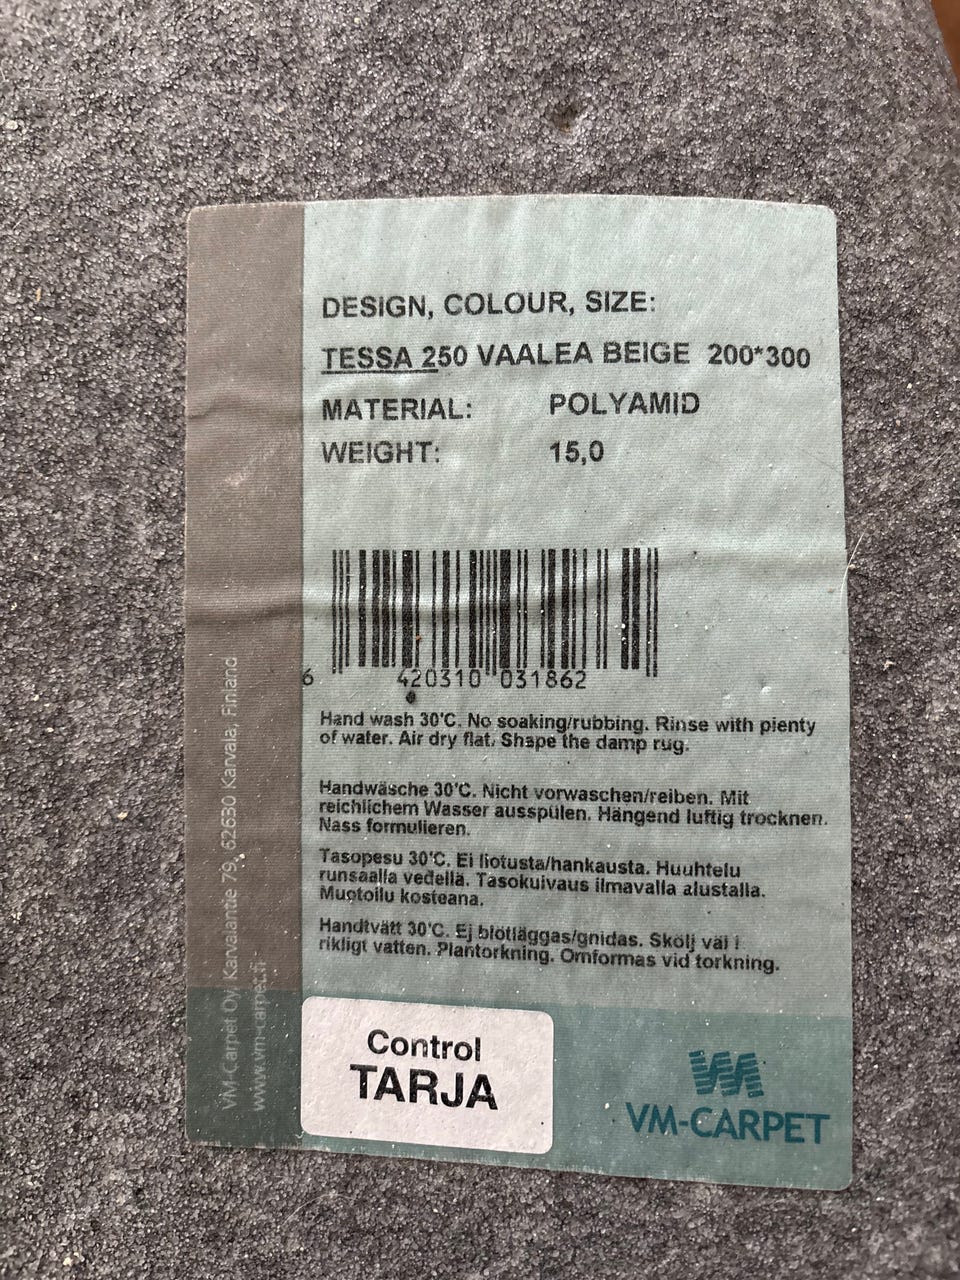 DESIGN, COLOUR, SIZE:
TESSA 250 VAALEA BEIGE 200*300
MATERIAL: POLYAMID
WEIGHT: 15,0
6 420310 031862
Hand wash 30'C. No soaking/rubbing. Rinse with plenty
of water. Air dry flat. Shape the damp rug.
Handwäsche 30'C. Nicht vorwaschen/reiben. Mit
reichlichem Wasser ausspülen. Hängend luftig trocknen.
Nass formulieren.
Tasopesu 30'C. Ei liotusta/hankausta. Huuhtelu
runsaalla vedellä. Tasokuivaus ilmavalla alustalla.
Muotoilu kosteana.
Handtvätt 30'C. Ej blötläggas/gnidas. Skölj väl i
rikligt vatten. Plantorkning. Omformas vid torkning.
VM-Carpet Oy, Karvalantie 79, 62630 Karvala, Finland
www.vm-carpet.fi
Control
TARJA
VM-CARPET